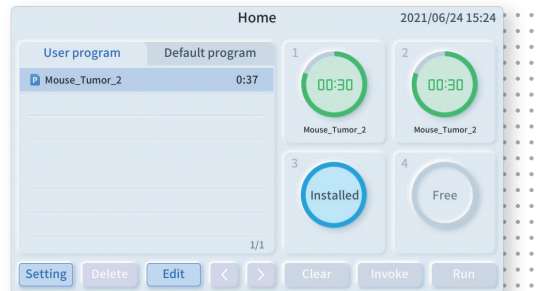 Home
2021/06/24 15:24
User program
Default program
P Mouse_Tumor_2 0:37
1/1
1
00:30
Mouse_Tumor_2
2
00:30
Mouse_Tumor_2
3
Installed
4
Free
Setting
Delete
Edit
<
>
Clear
Invoke
Run